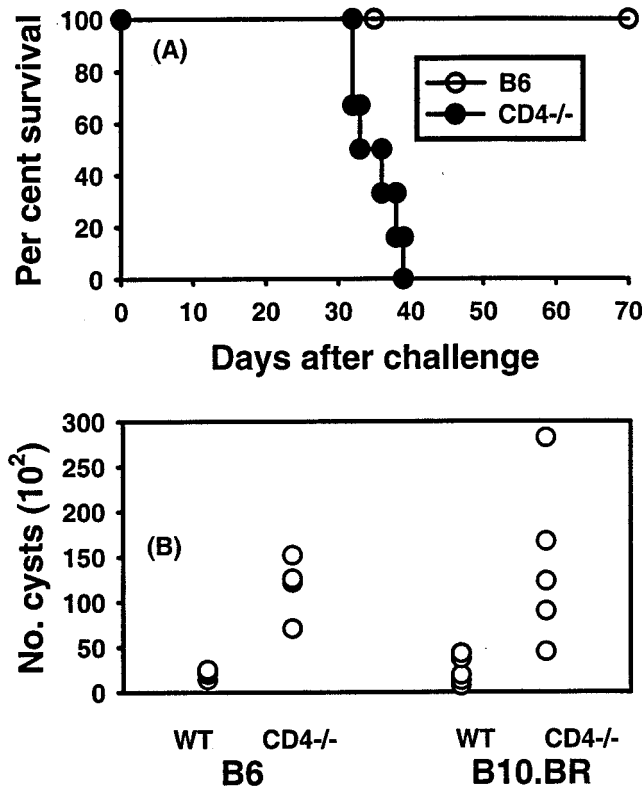 Per cent survival
100
80
60
40
20
0
(A)
B6
CD4-/-
0 10 20 30 40 50 60 70
Days after challenge
No. cysts (10²)
300
250
200
150
100
50
0
(B)
WT CD4-/- WT CD4-/-
B6 B10.BR